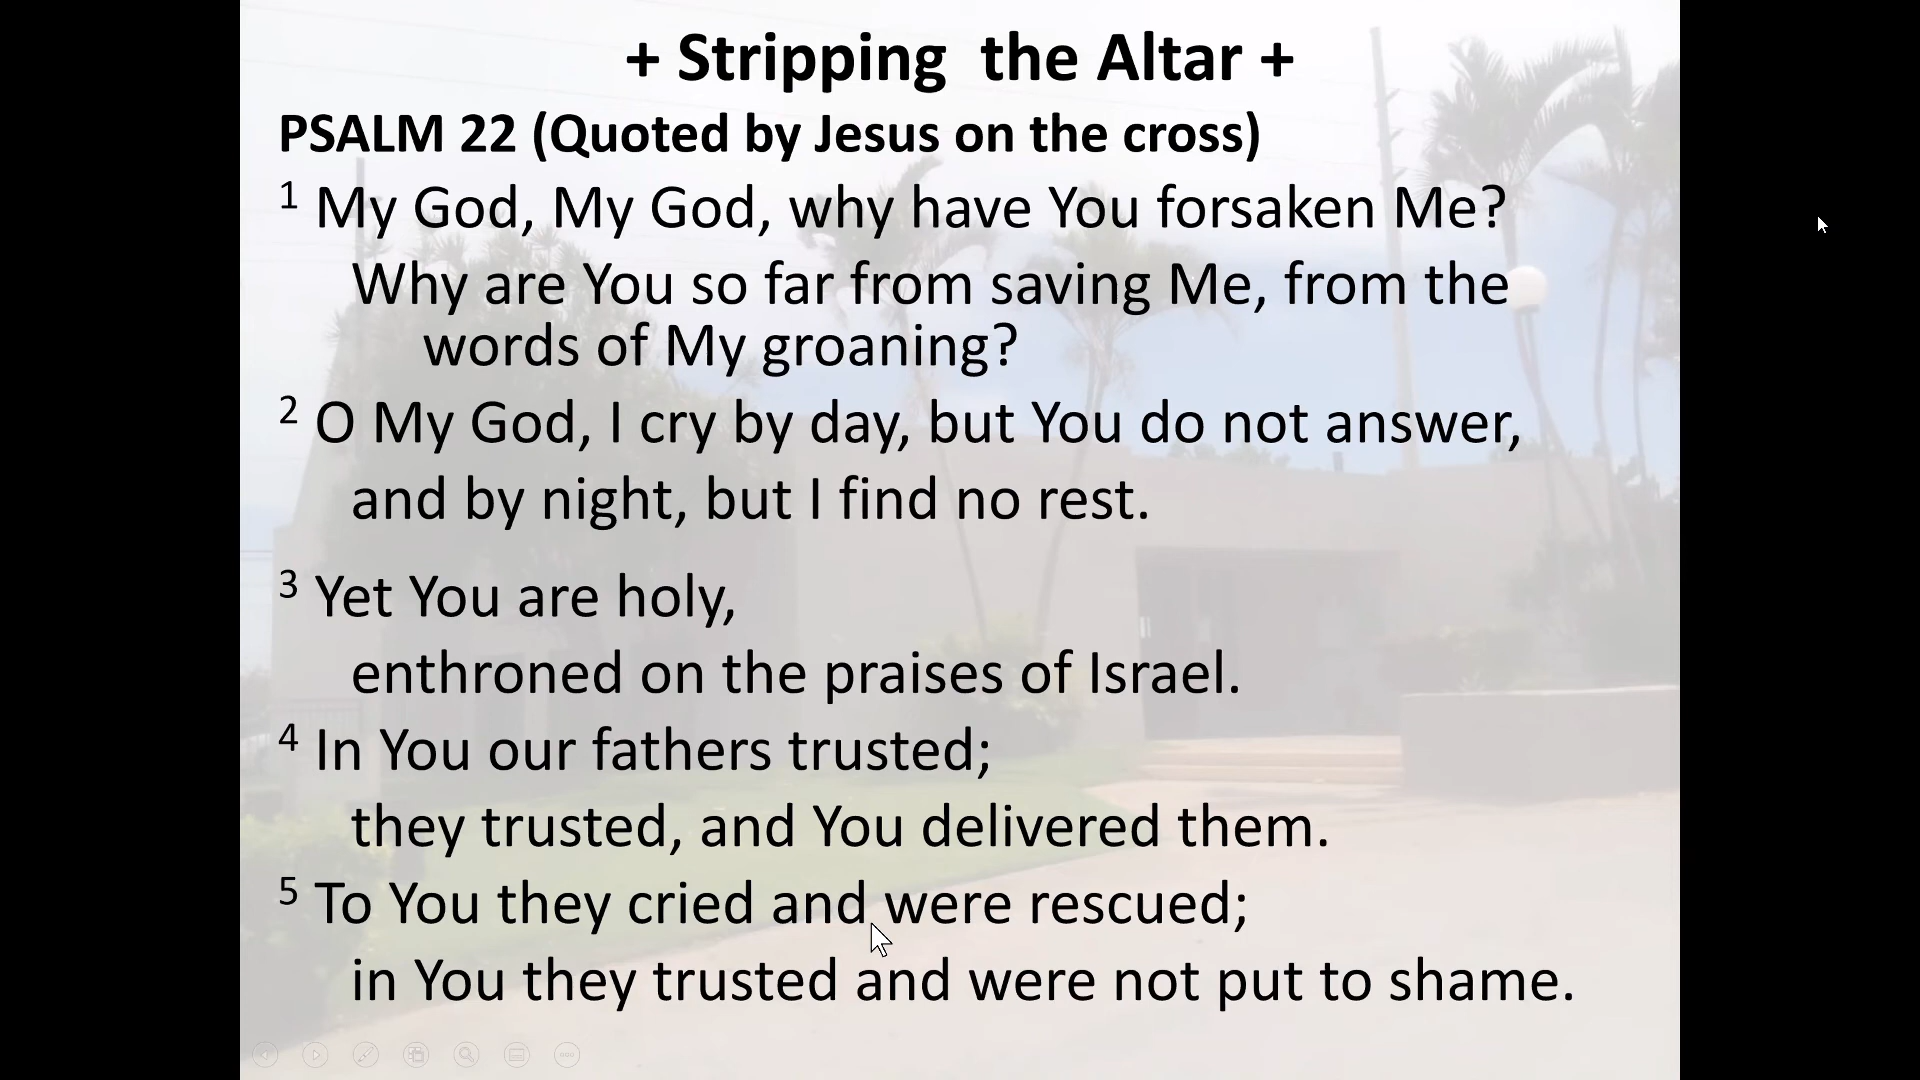 + Stripping  the Altar +
PSALM 22 (Quoted by Jesus on the cross)
1 My God, My God, why have You forsaken Me?
Why are You so far from saving Me, from the
words of My groaning?
2 O My God, I cry by day, but You do not answer,
and by night, but I find no rest.
3 Yet You are holy,
enthroned on the praises of Israel.
4 In You our fathers trusted;
they trusted, and You delivered them.
5 To You they cried and were rescued;
in You they trusted and were not put to shame.